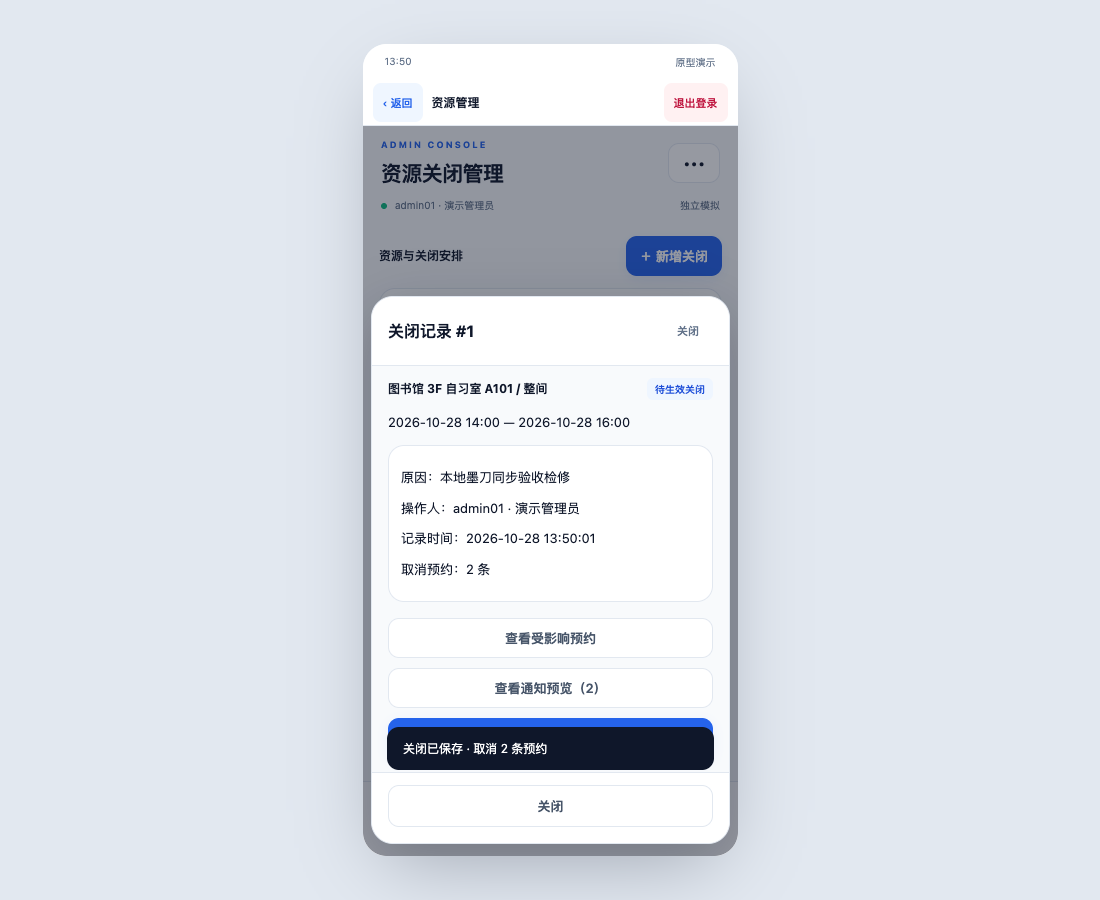 13:50
原型演示
‹ 返回
资源管理
退出登录
ADMIN CONSOLE
资源关闭管理
•••
admin01 · 演示管理员
独立模拟
资源与关闭安排
+ 新增关闭
关闭记录 #1
关闭
图书馆 3F 自习室 A101 / 整间
待生效关闭
2026-10-28 14:00 — 2026-10-28 16:00
原因：本地墨刀同步验收检修
操作人：admin01 · 演示管理员
记录时间：2026-10-28 13:50:01
取消预约：2 条
查看受影响预约
查看通知预览（2）
关闭已保存 · 取消 2 条预约
关闭